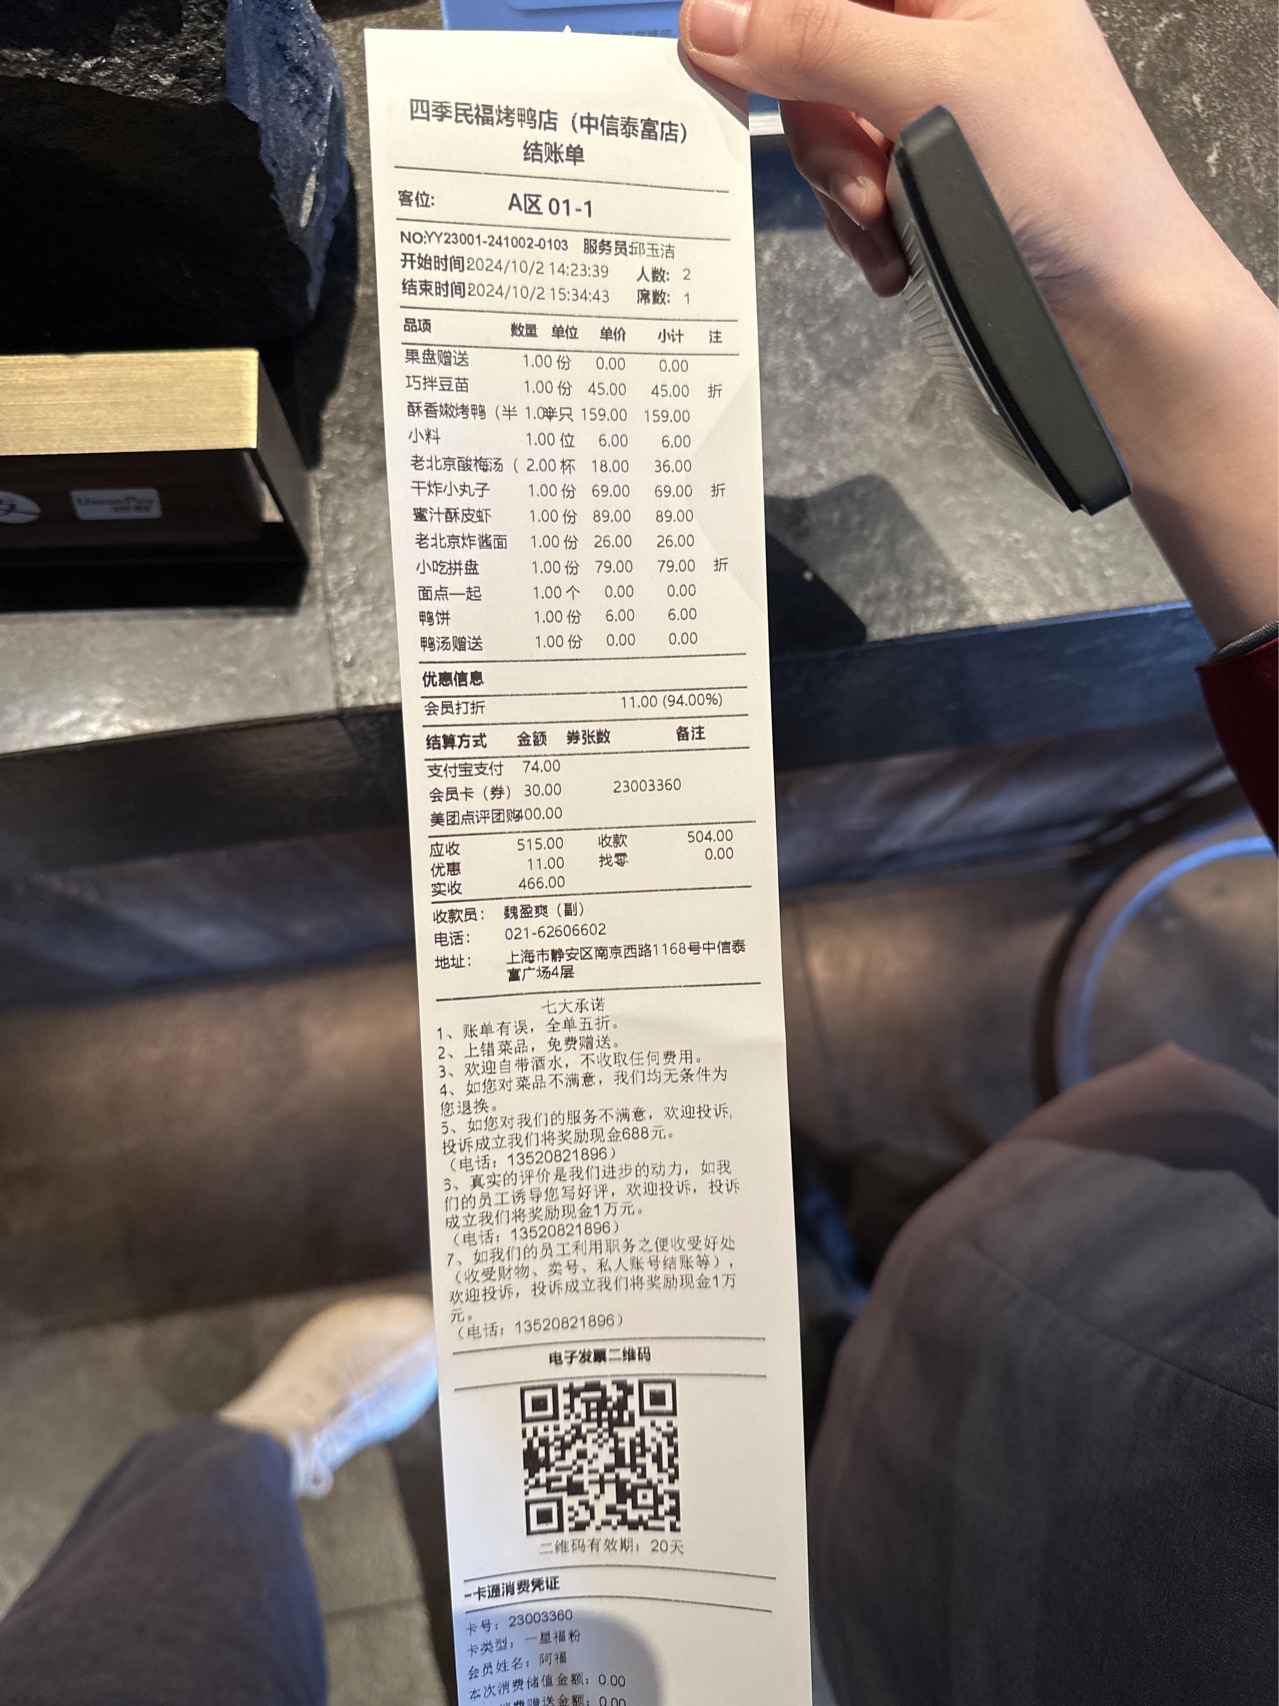 四季民福烤鸭店（中信泰富店）
结账单
客位: A区 01-1
NO:YY23001-241002-0103 服务员:邱玉洁
开始时间2024/10/2 14:23:39 人数: 2
结束时间2024/10/2 15:34:43 席数: 1
品项 数量 单位 单价 小计 注
果盘赠送 1.00 份 0.00 0.00
巧拌豆苗 1.00 份 45.00 45.00 折
酥香嫩烤鸭（半 1.00半只 159.00 159.00
小料 1.00 位 6.00 6.00
老北京酸梅汤（ 2.00 杯 18.00 36.00
干炸小丸子 1.00 份 69.00 69.00 折
蜜汁酥皮虾 1.00 份 89.00 89.00
老北京炸酱面 1.00 份 26.00 26.00
小吃拼盘 1.00 份 79.00 79.00 折
面点一起 1.00 个 0.00 0.00
鸭饼 1.00 份 6.00 6.00
鸭汤赠送 1.00 份 0.00 0.00
优惠信息
会员打折 11.00 (94.00%)
结算方式 金额 券张数 备注
支付宝支付 74.00
会员卡（券） 30.00 23003360
美团点评团购400.00
应收 515.00 收款 504.00
优惠 11.00 找零 0.00
实收 466.00
收款员: 魏盈爽（副）
电话: 021-62606602
地址: 上海市静安区南京西路1168号中信泰
富广场4层
七大承诺
1、账单有误，全单五折。
2、上错菜品，免费赠送。
3、欢迎自带酒水，不收取任何费用。
4、如您对菜品不满意，我们均无条件为
您退换。
5、如您对我们的服务不满意，欢迎投诉,
投诉成立我们将奖励现金688元。
（电话: 13520821896）
3、真实的评价是我们进步的动力，如我
们的员工诱导您写好评，欢迎投诉，投诉
成立我们将奖励现金1万元。
（电话: 13520821896）
7、如我们的员工利用职务之便收受好处
（收受财物、卖号、私人账号结账等），
欢迎投诉，投诉成立我们将奖励现金1万
元。
（电话: 13520821896）
电子发票二维码
二维码有效期: 20天
一卡通消费凭证
卡号: 23003360
卡类型: 一星福粉
会员姓名: 阿福
本次消费储值金额: 0.00
消费赠送金额: 0.00